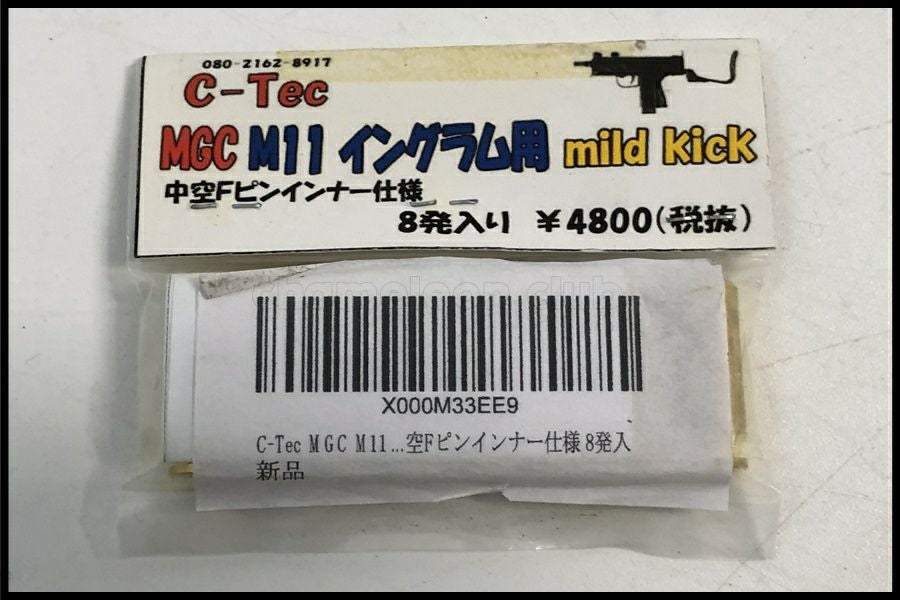 080-2162-8917
C-Tec
MGC M11 イングラム用 mild kick
中空Fピンインナー仕様
8発入り ¥4800(税抜)
chameleon club
X000M33EE9
C-Tec MGC M11...空Fピンインナー仕様 8発入
新品